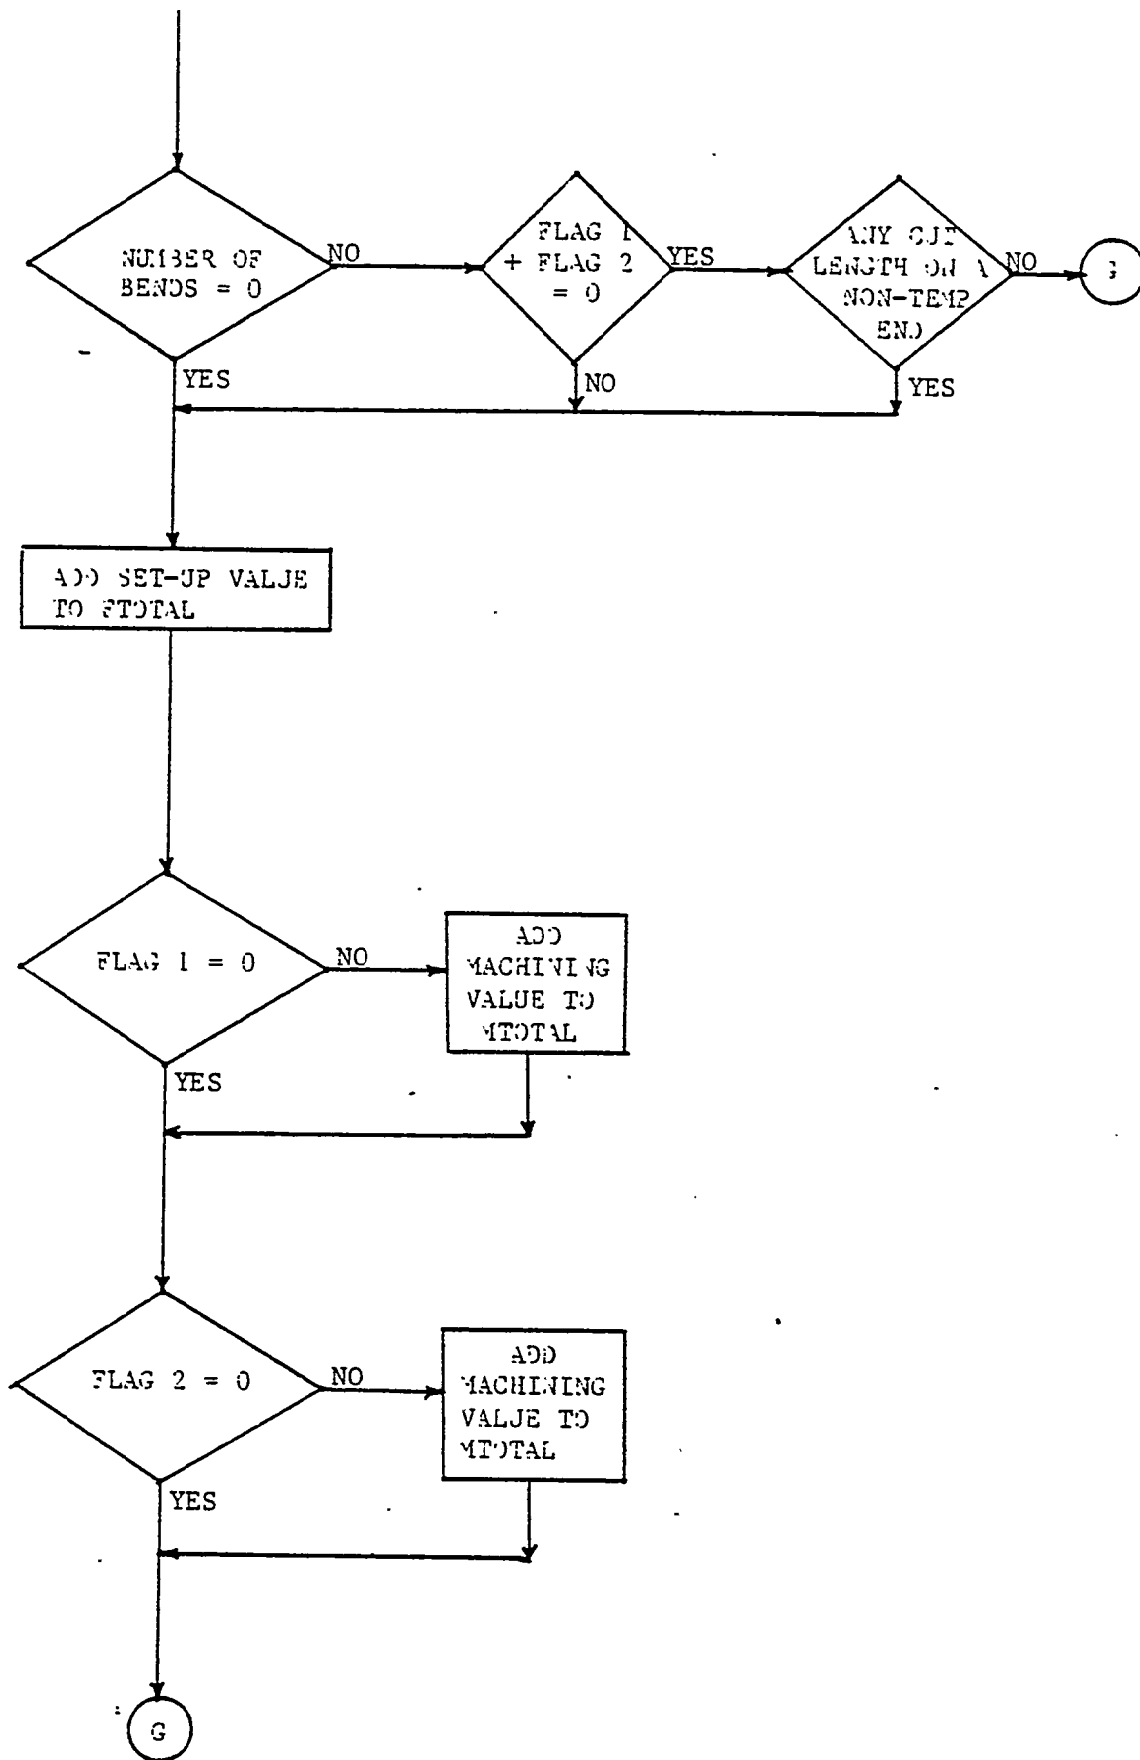 NUMBER OF
BENDS = 0
NO
FLAG 1
+ FLAG 2
= 0
YES
ANY CUT
LENGTH ON A
NON-TEMP
END
NO
YES
NO
YES
ADD SET-UP VALUE
TO PTOTAL
FLAG 1 = 0
NO
ADD
MACHINING
VALUE TO
MTOTAL
YES
FLAG 2 = 0
NO
ADD
MACHINING
VALUE TO
MTOTAL
YES
G